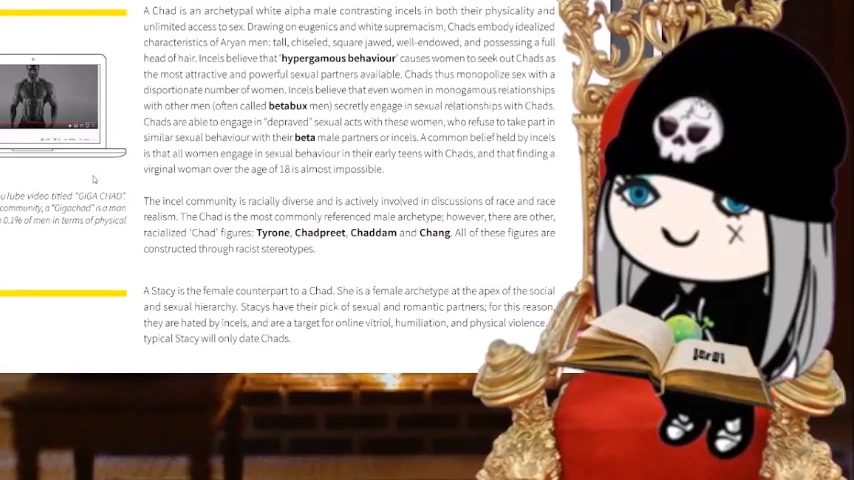 A Chad is an archetypal white alpha male contrasting incels in both their physicality and
unlimited access to sex. Drawing on eugenics and white supremacism, Chads embody idealized
characteristics of Aryan men: tall, chiseled, square jawed, well-endowed, and possessing a full
head of hair. Incels believe that 'hypergamous behaviour' causes women to seek out Chads as
the most attractive and powerful sexual partners available. Chads thus monopolize sex with a
disportionate number of women. Incels believe that even women in monogamous relationships
with other men (often called betabux men) secretly engage in sexual relationships with Chads.
Chads are able to engage in "depraved" sexual acts with these women, who refuse to take part in
similar sexual behaviour with their beta male partners or incels. A common belief held by incels
is that all women engage in sexual behaviour in their early teens with Chads, and that finding a
virginal woman over the age of 18 is almost impossible.
uTube video titled "GIGA CHAD".
community, a "Gigachad" is a man
0.1% of men in terms of physical
The incel community is racially diverse and is actively involved in discussions of race and race
realism. The Chad is the most commonly referenced male archetype; however, there are other,
racialized 'Chad' figures: Tyrone, Chadpreet, Chaddam and Chang. All of these figures are
constructed through racist stereotypes.
A Stacy is the female counterpart to a Chad. She is a female archetype at the apex of the social
and sexual hierarchy. Stacys have their pick of sexual and romantic partners; for this reason,
they are hated by incels, and are a target for online vitriol, humiliation, and physical violence.
typical Stacy will only date Chads.